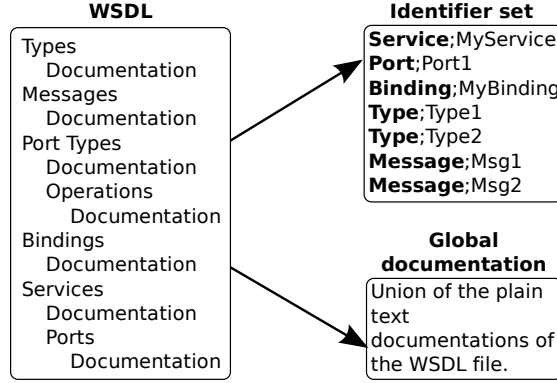 WSDL
Types
Documentation
Messages
Documentation
Port Types
Documentation
Operations
Documentation
Bindings
Documentation
Services
Documentation
Ports
Documentation
Identifier set
Service;MyService
Port;Port1
Binding;MyBinding
Type;Type1
Type;Type2
Message;Msg1
Message;Msg2
Global
documentation
Union of the plain
text
documentations of
the WSDL file.